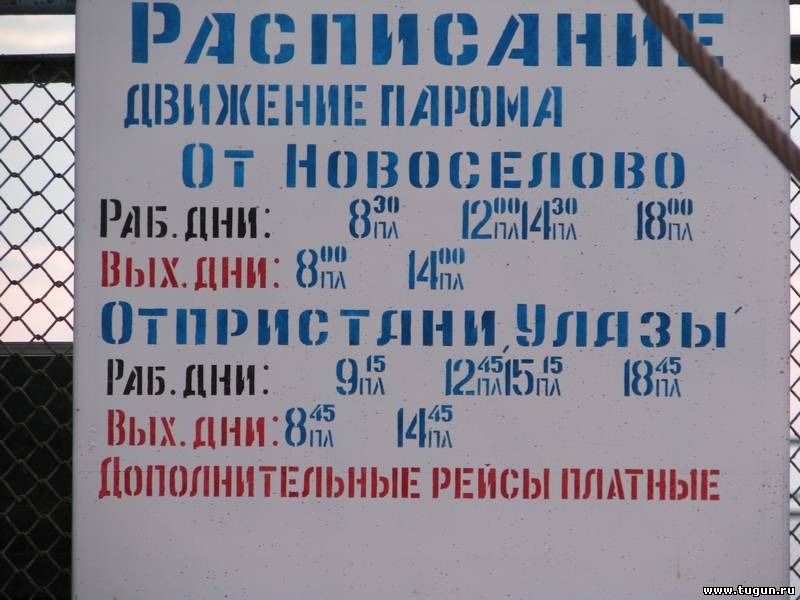 РАСПИСАНИЕ
ДВИЖЕНИЕ ПАРОМА
ОТ НОВОСЕЛОВО
РАБ. ДНИ: 8³⁰ПЛ 12⁰⁰ПЛ 14³⁰ПЛ 18⁰⁰ПЛ
ВЫХ. ДНИ: 8⁰⁰ПЛ 14⁰⁰ПЛ
ОТ ПРИСТАНИ "УЛАЗЫ"
РАБ. ДНИ: 9¹⁵ПЛ 12⁴⁵ПЛ 15¹⁵ПЛ 18⁴⁵ПЛ
ВЫХ. ДНИ: 8⁴⁵ПЛ 14⁴⁵ПЛ
ДОПОЛНИТЕЛЬНЫЕ РЕЙСЫ ПЛАТНЫЕ
www.tugun.ru